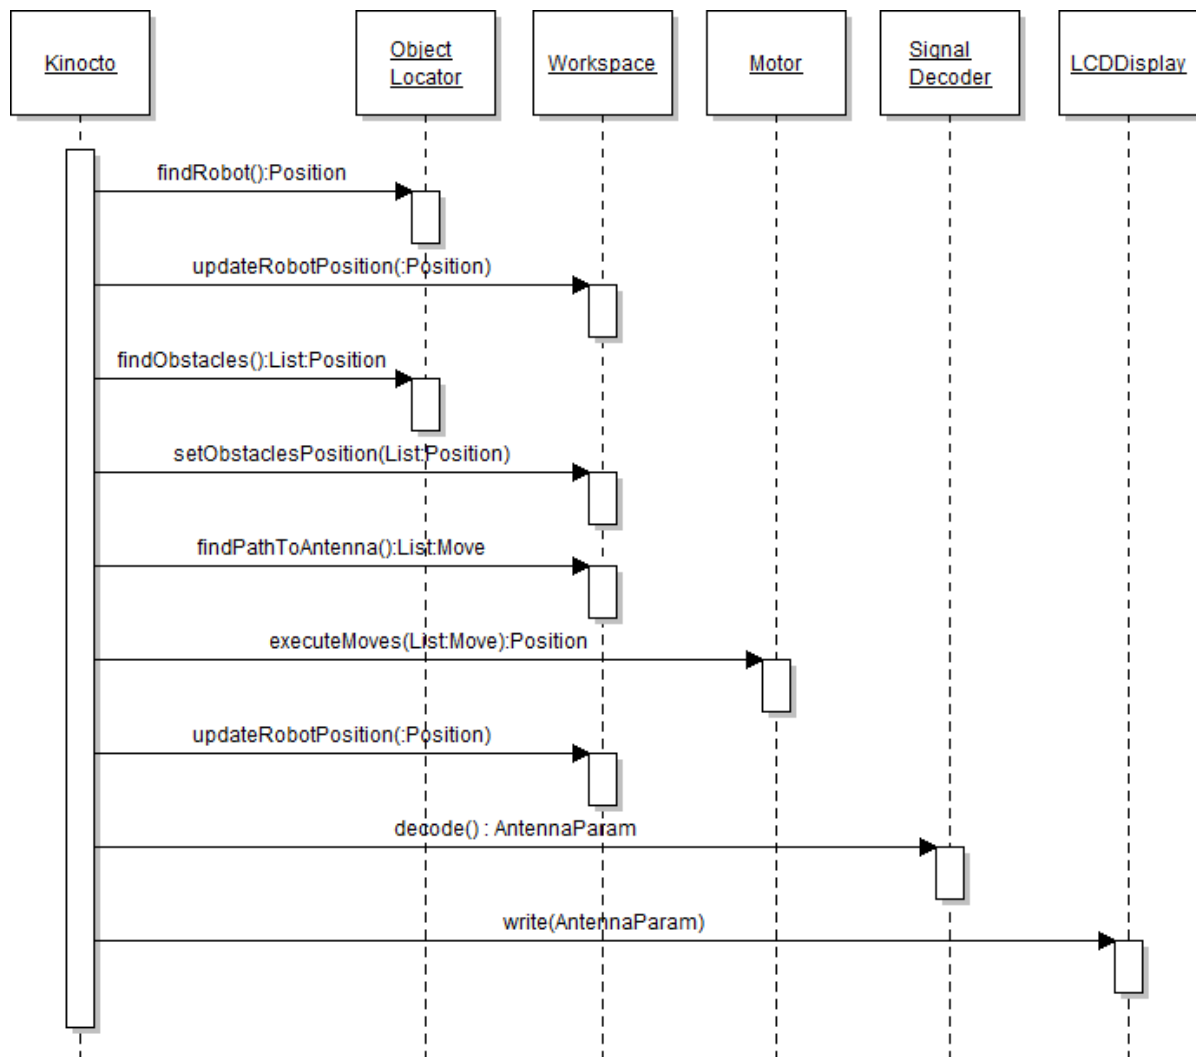 Kinocto
Object
Locator
Workspace
Motor
Signal
Decoder
LCDDisplay
findRobot():Position
updateRobotPosition(:Position)
findObstacles():List:Position
setObstaclesPosition(List:Position)
findPathToAntenna():List:Move
executeMoves(List:Move):Position
updateRobotPosition(:Position)
decode() : AntennaParam
write(AntennaParam)